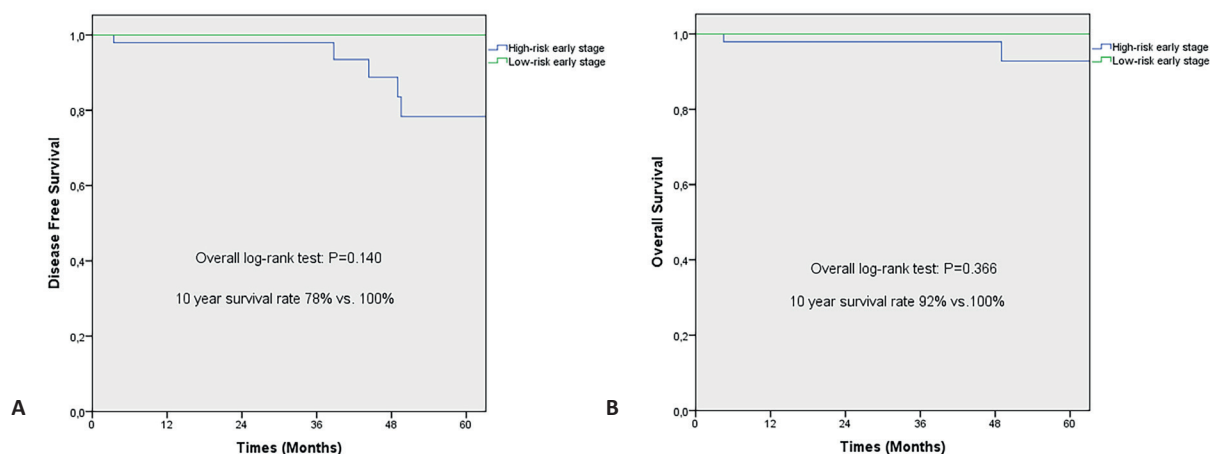 1,0
0,8
0,6
0,4
0,2
0,0
Disease Free Survival
High-risk early stage
Low-risk early stage
Overall log-rank test: P=0.140
10 year survival rate 78% vs. 100%
0 12 24 36 48 60
Times (Months)
A
1,0
0,8
0,6
0,4
0,2
0,0
Overall Survival
High-risk early stage
Low-risk early stage
Overall log-rank test: P=0.366
10 year survival rate 92% vs.100%
0 12 24 36 48 60
Times (Months)
B